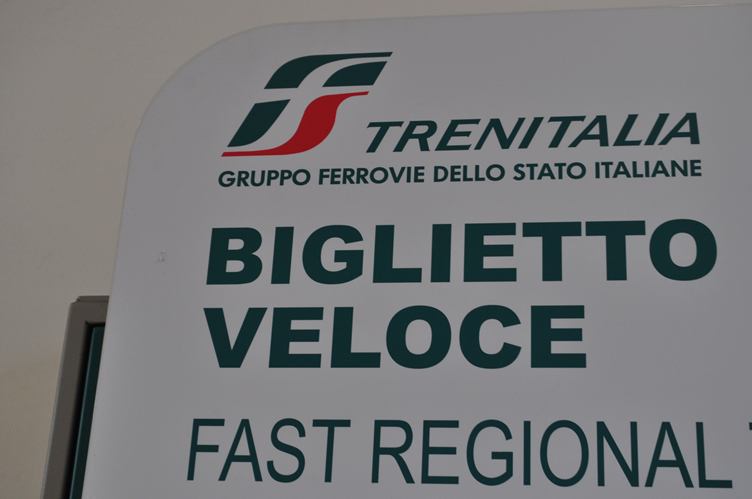 TRENITALIA
GRUPPO FERROVIE DELLO STATO ITALIANE
BIGLIETTO
VELOCE
FAST REGIONAL